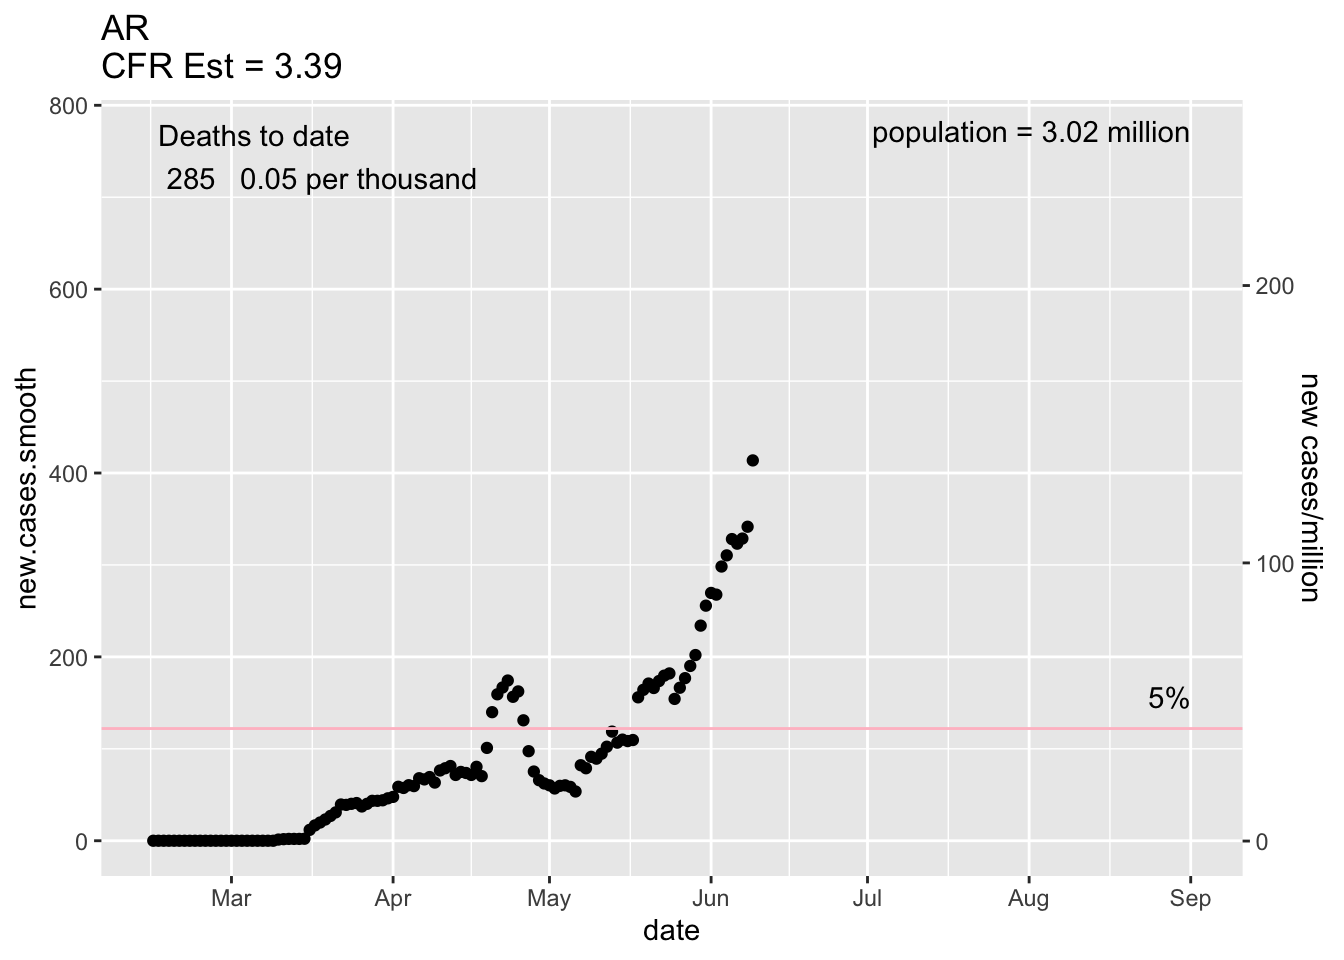 AR
CFR Est = 3.39
Deaths to date
285 0.05 per thousand
population = 3.02 million
800
600
400
200
0
new.cases.smooth
200
100
0
new cases/million
5%
Mar Apr May Jun Jul Aug Sep
date